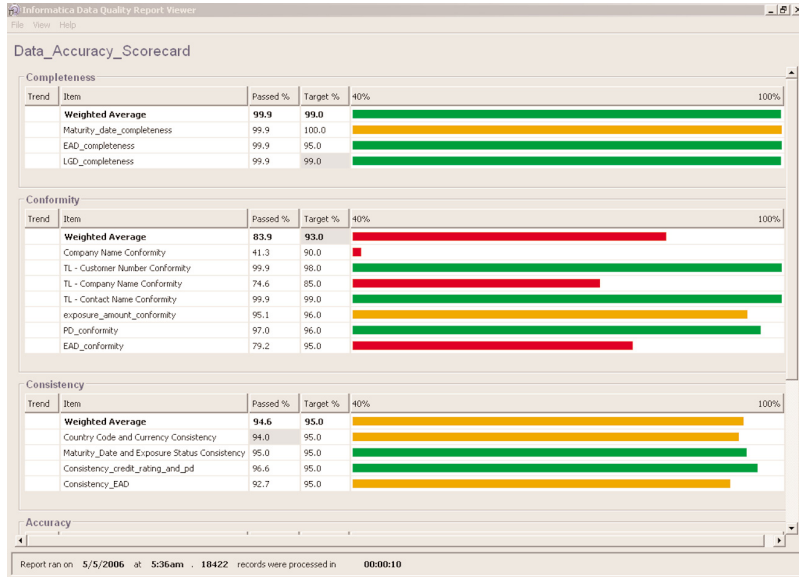 Informatica Data Quality Report Viewer
File View Help
Data_Accuracy_Scorecard
Completeness
Trend Item Passed % Target % 40% 100%
Weighted Average 99.9 99.0
Maturity_date_completeness 99.9 100.0
EAD_completeness 99.9 95.0
LGD_completeness 99.9 99.0
Conformity
Trend Item Passed % Target % 40% 100%
Weighted Average 83.9 93.0
Company Name Conformity 41.3 90.0
TL - Customer Number Conformity 99.9 98.0
TL - Company Name Conformity 74.6 85.0
TL - Contact Name Conformity 99.9 99.0
exposure_amount_conformity 95.1 96.0
PD_conformity 97.0 96.0
EAD_conformity 79.2 95.0
Consistency
Trend Item Passed % Target % 40% 100%
Weighted Average 94.6 95.0
Country Code and Currency Consistency 94.0 95.0
Maturity_Date and Exposure Status Consistency 95.0 95.0
Consistency_credit_rating_and_pd 96.6 95.0
Consistency_EAD 92.7 95.0
Accuracy
Report ran on 5/5/2006 at 5:36am . 18422 records were processed in 00:00:10